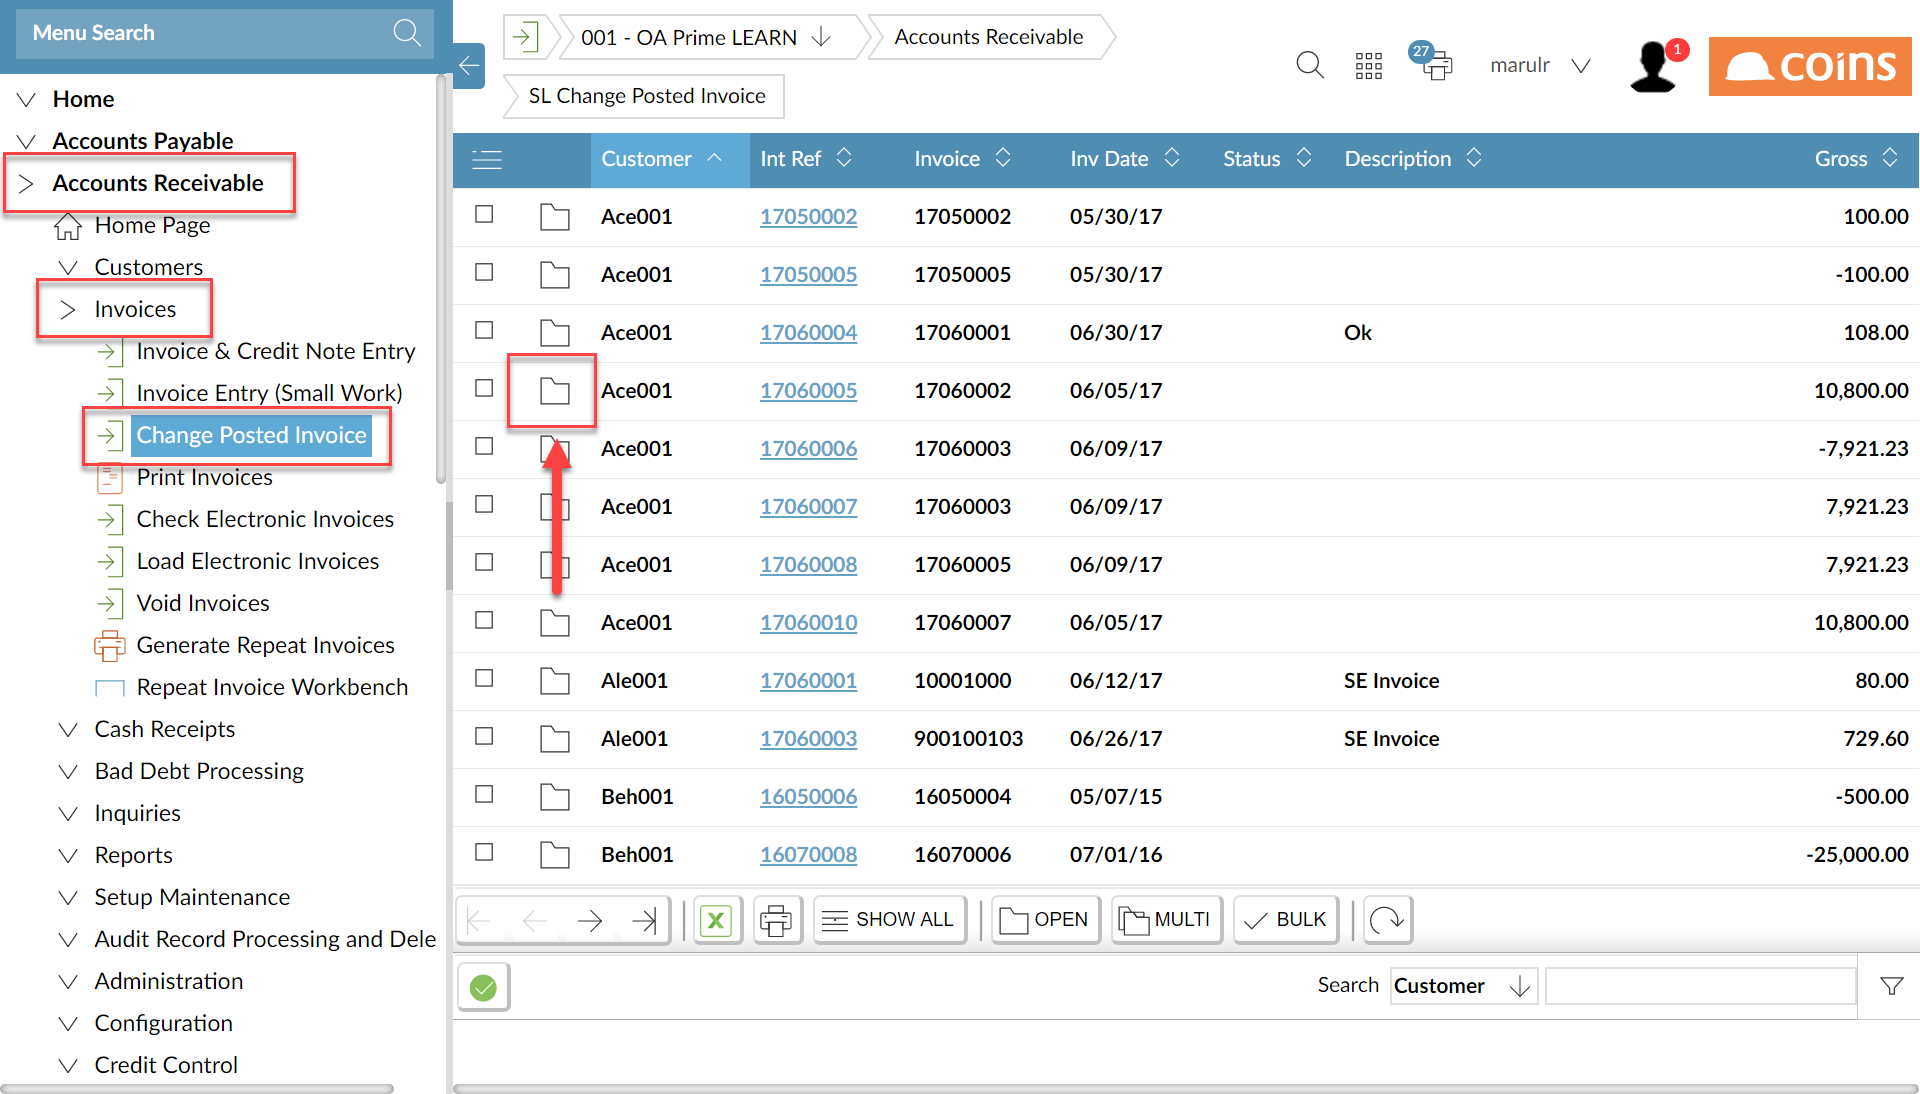 Menu Search
Home
Accounts Payable
Accounts Receivable
Home Page
Customers
Invoices
Invoice & Credit Note Entry
Invoice Entry (Small Work)
Change Posted Invoice
Print Invoices
Check Electronic Invoices
Load Electronic Invoices
Void Invoices
Generate Repeat Invoices
Repeat Invoice Workbench
Cash Receipts
Bad Debt Processing
Inquiries
Reports
Setup Maintenance
Audit Record Processing and Dele
Administration
Configuration
Credit Control
001 - OA Prime LEARN
Accounts Receivable
SL Change Posted Invoice
27
marulr
1
coins
Customer Int Ref Invoice Inv Date Status Description Gross
Ace001 17050002 17050002 05/30/17 100.00
Ace001 17050005 17050005 05/30/17 -100.00
Ace001 17060004 17060001 06/30/17 Ok 108.00
Ace001 17060005 17060002 06/05/17 10,800.00
Ace001 17060006 17060003 06/09/17 -7,921.23
Ace001 17060007 17060003 06/09/17 7,921.23
Ace001 17060008 17060005 06/09/17 7,921.23
Ace001 17060010 17060007 06/05/17 10,800.00
Ale001 17060001 10001000 06/12/17 SE Invoice 80.00
Ale001 17060003 900100103 06/26/17 SE Invoice 729.60
Beh001 16050006 16050004 05/07/15 -500.00
Beh001 16070008 16070006 07/01/16 -25,000.00
X SHOW ALL OPEN MULTI BULK
Search Customer